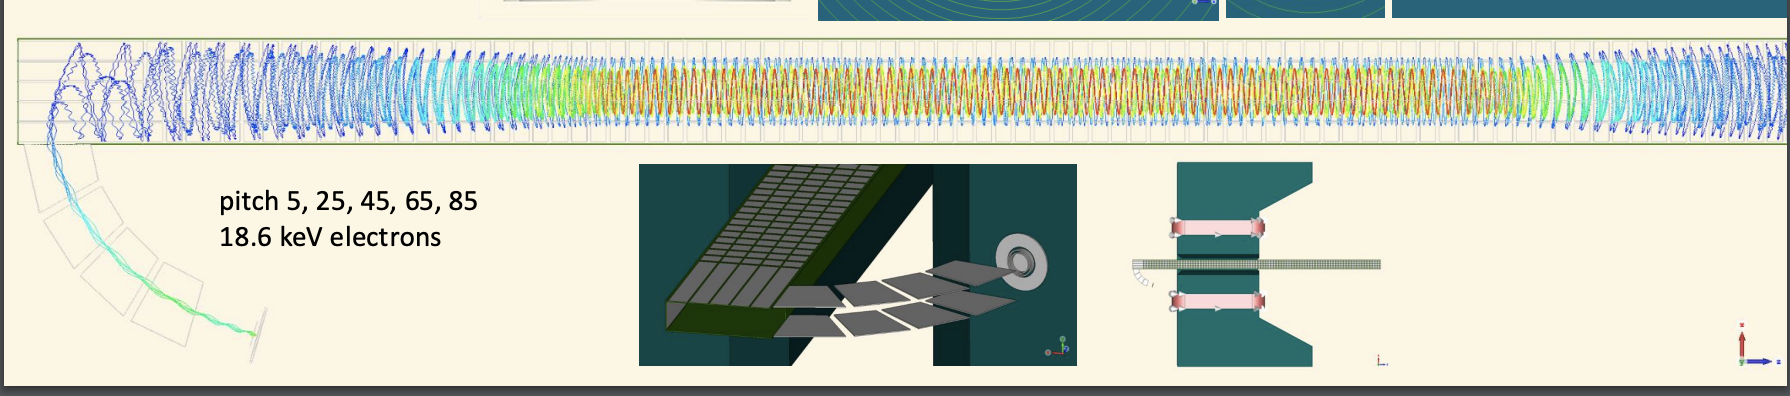 pitch 5, 25, 45, 65, 85
18.6 keV electrons